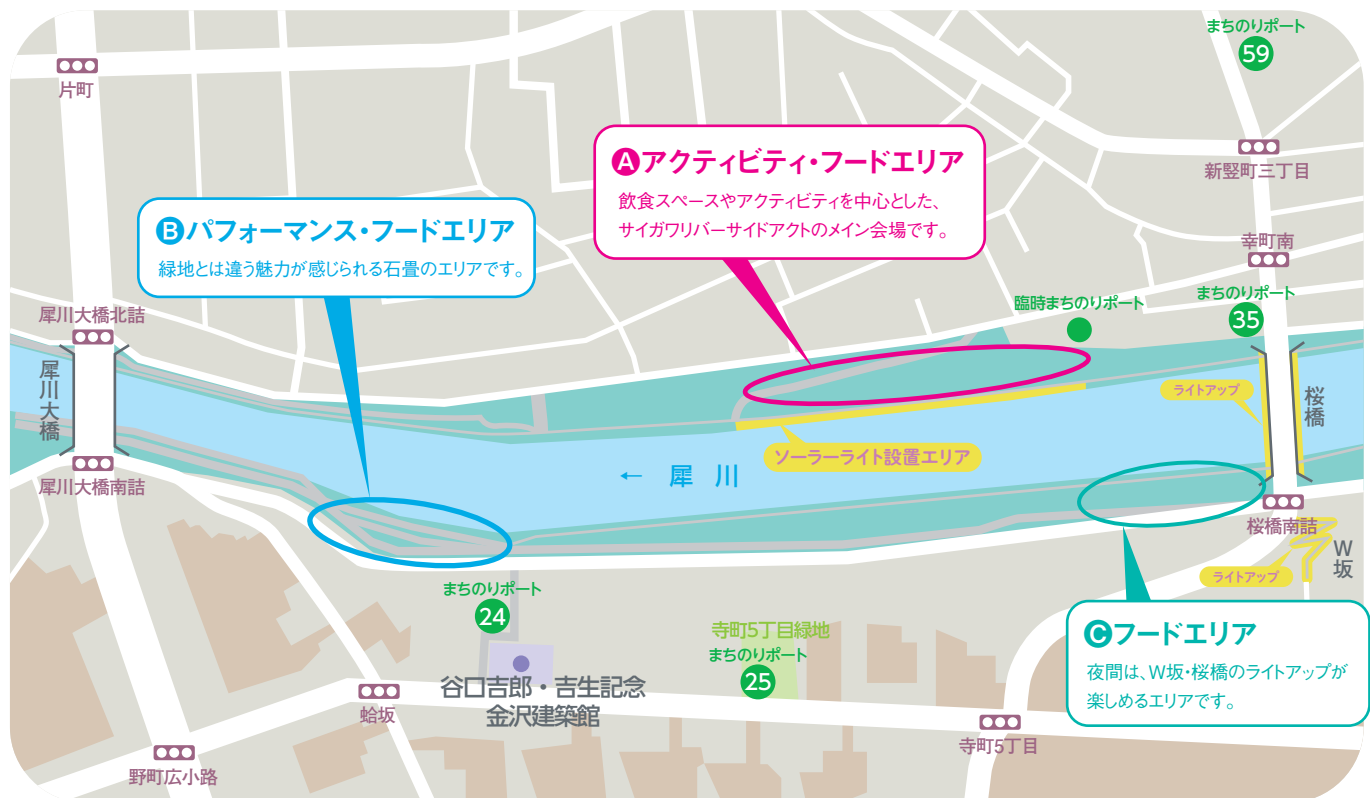 まちのりポート
59
片町
新竪町三丁目
Aアクティビティ・フードエリア
飲食スペースやアクティビティを中心とした、
サイガワリバーサイドアクトのメイン会場です。
Bパフォーマンス・フードエリア
緑地とは違う魅力が感じられる石畳のエリアです。
幸町南
まちのりポート
35
臨時まちのりポート
犀川大橋北詰
犀川大橋
ライトアップ
桜橋
ソーラーライト設置エリア
← 犀 川
犀川大橋南詰
桜橋南詰
W坂
ライトアップ
まちのりポート
24
寺町5丁目緑地
まちのりポート
25
Cフードエリア
夜間は、W坂・桜橋のライトアップが
楽しめるエリアです。
谷口吉郎・吉生記念
金沢建築館
蛤坂
寺町5丁目
野町広小路